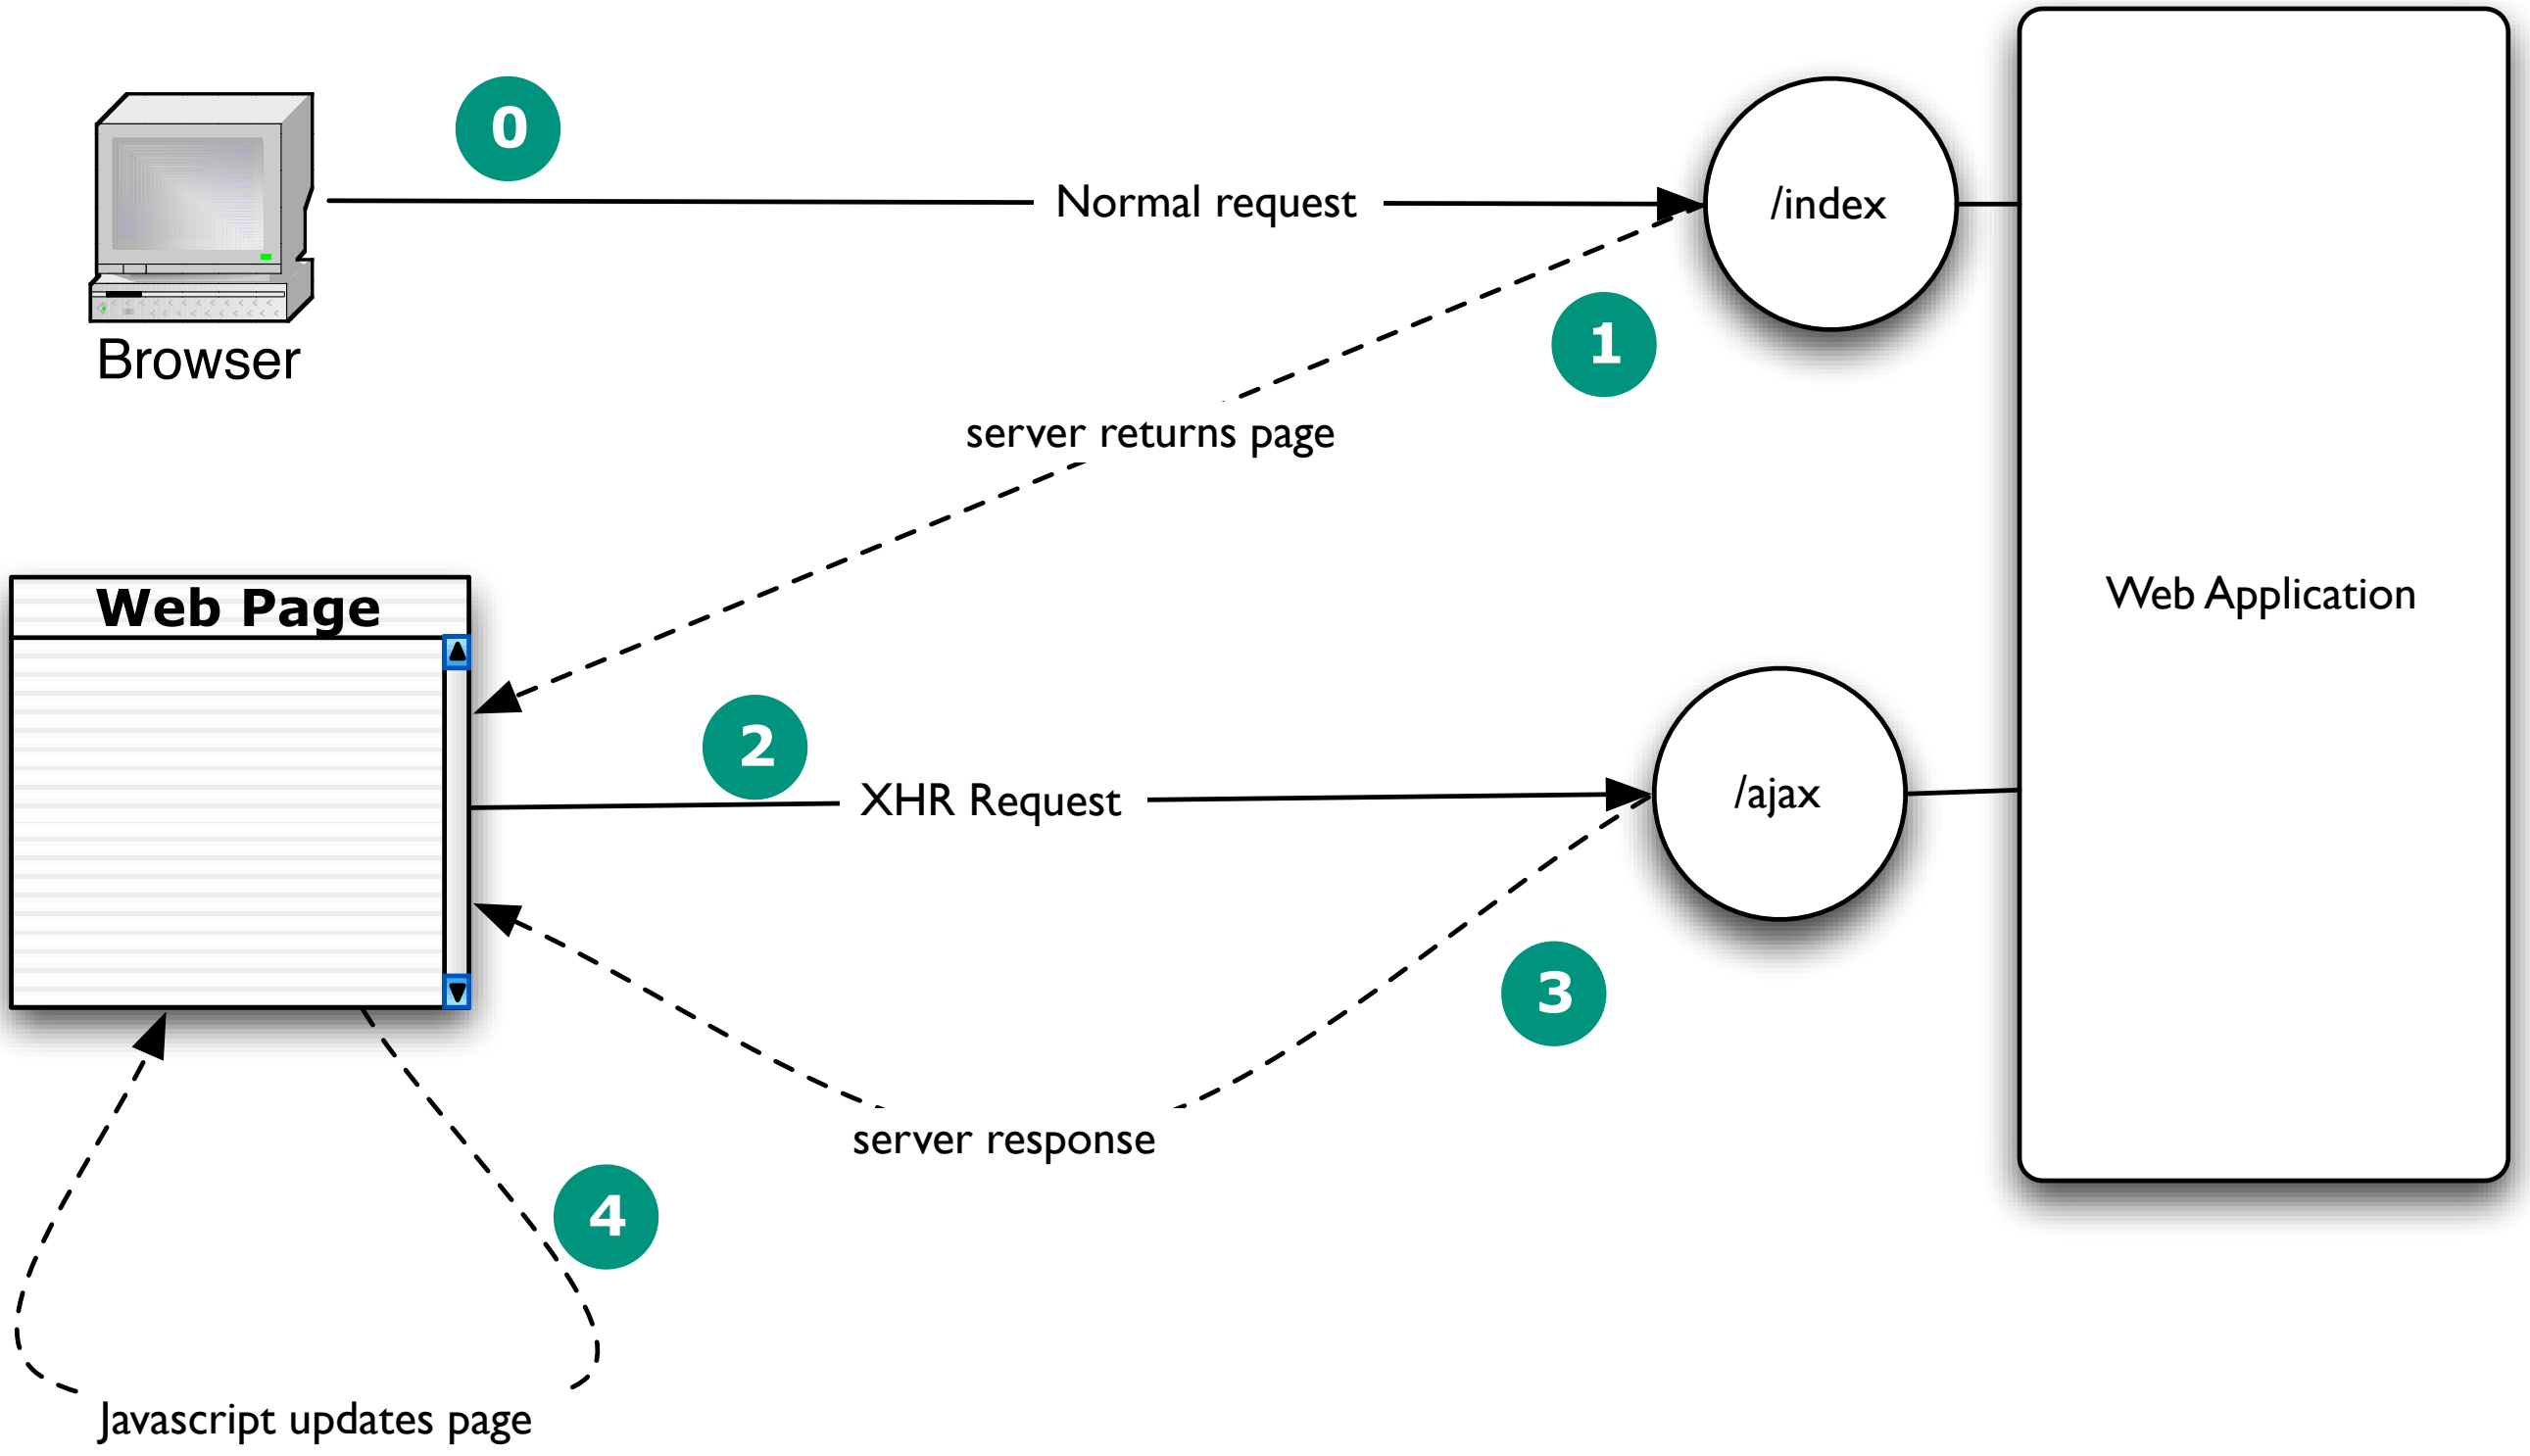 0
Normal request
/index
Browser
1
server returns page
Web Page
Web Application
2
XHR Request
/ajax
3
server response
4
Javascript updates page